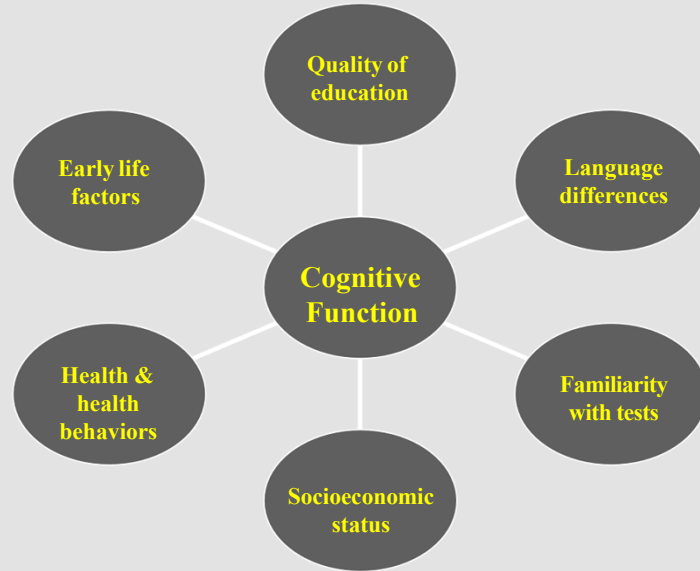 Quality of
education
Early life
factors
Language
differences
Cognitive
Function
Health &
health
behaviors
Familiarity
with tests
Socioeconomic
status